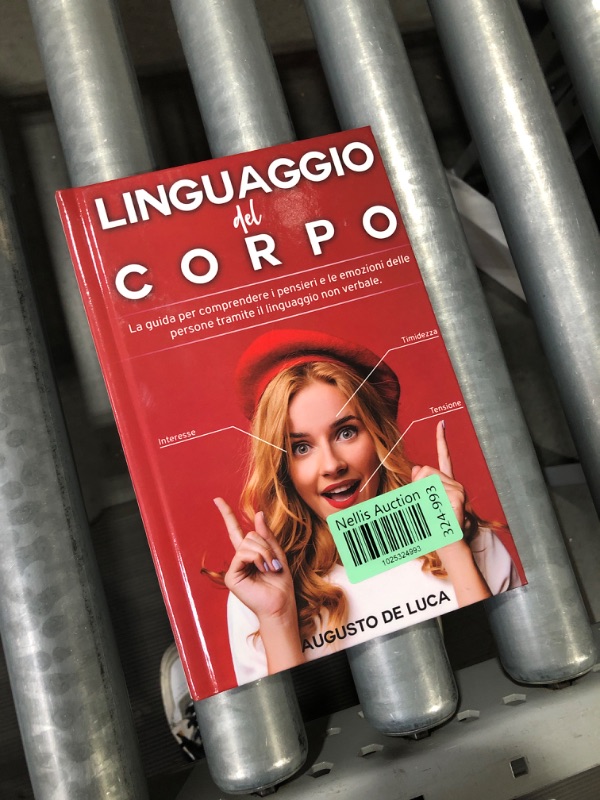 LINGUAGGIO
del
CORPO
La guida per comprendere i pensieri e le emozioni delle
persone tramite il linguaggio non verbale.
Timidezza
Interesse
Tensione
Nellis Auction
324-993
1025324993
AUGUSTO DE LUCA